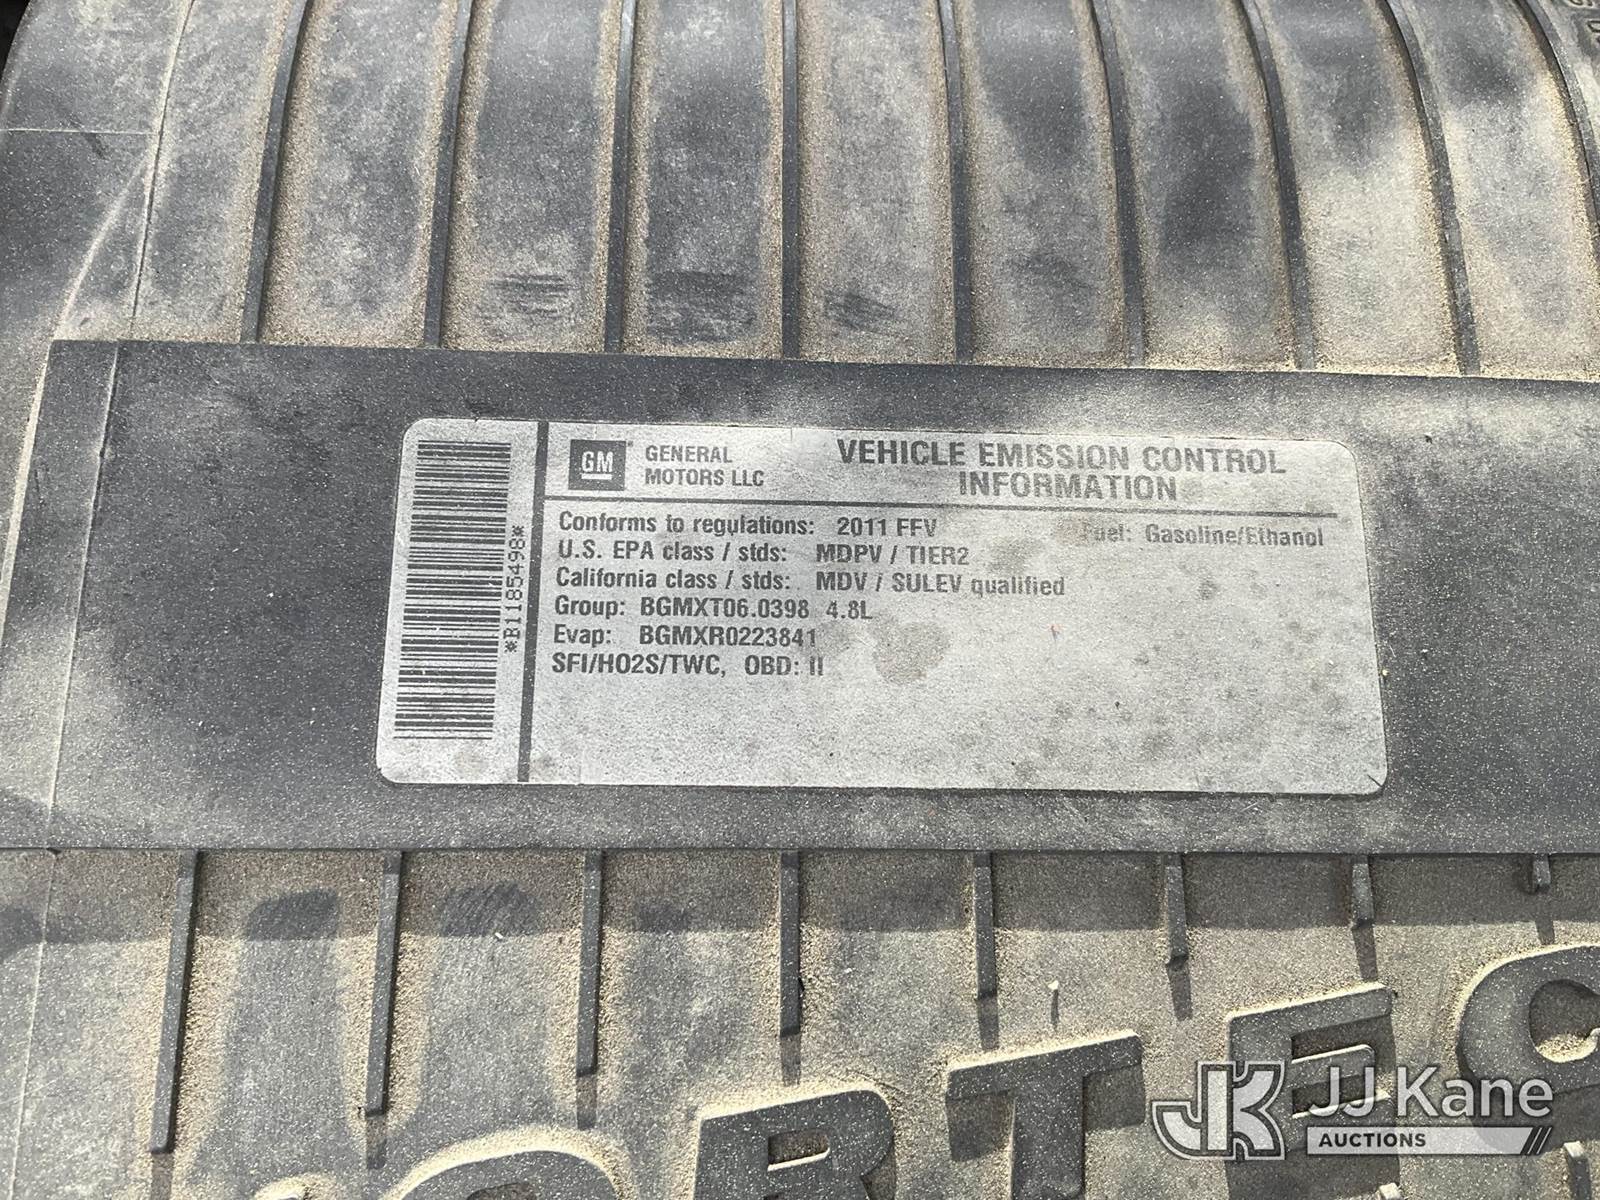 *B1185498*
GM GENERAL MOTORS LLC
VEHICLE EMISSION CONTROL
INFORMATION
Conforms to regulations: 2011 FFV Fuel: Gasoline/Ethanol
U.S. EPA class / stds: MDPV / TIER2
California class / stds: MDV / SULEV qualified
Group: BGMXT06.0398 4.8L
Evap: BGMXR0223841
SFI/HO2S/TWC, OBD: II
ORTEC
JK JJ Kane
AUCTIONS